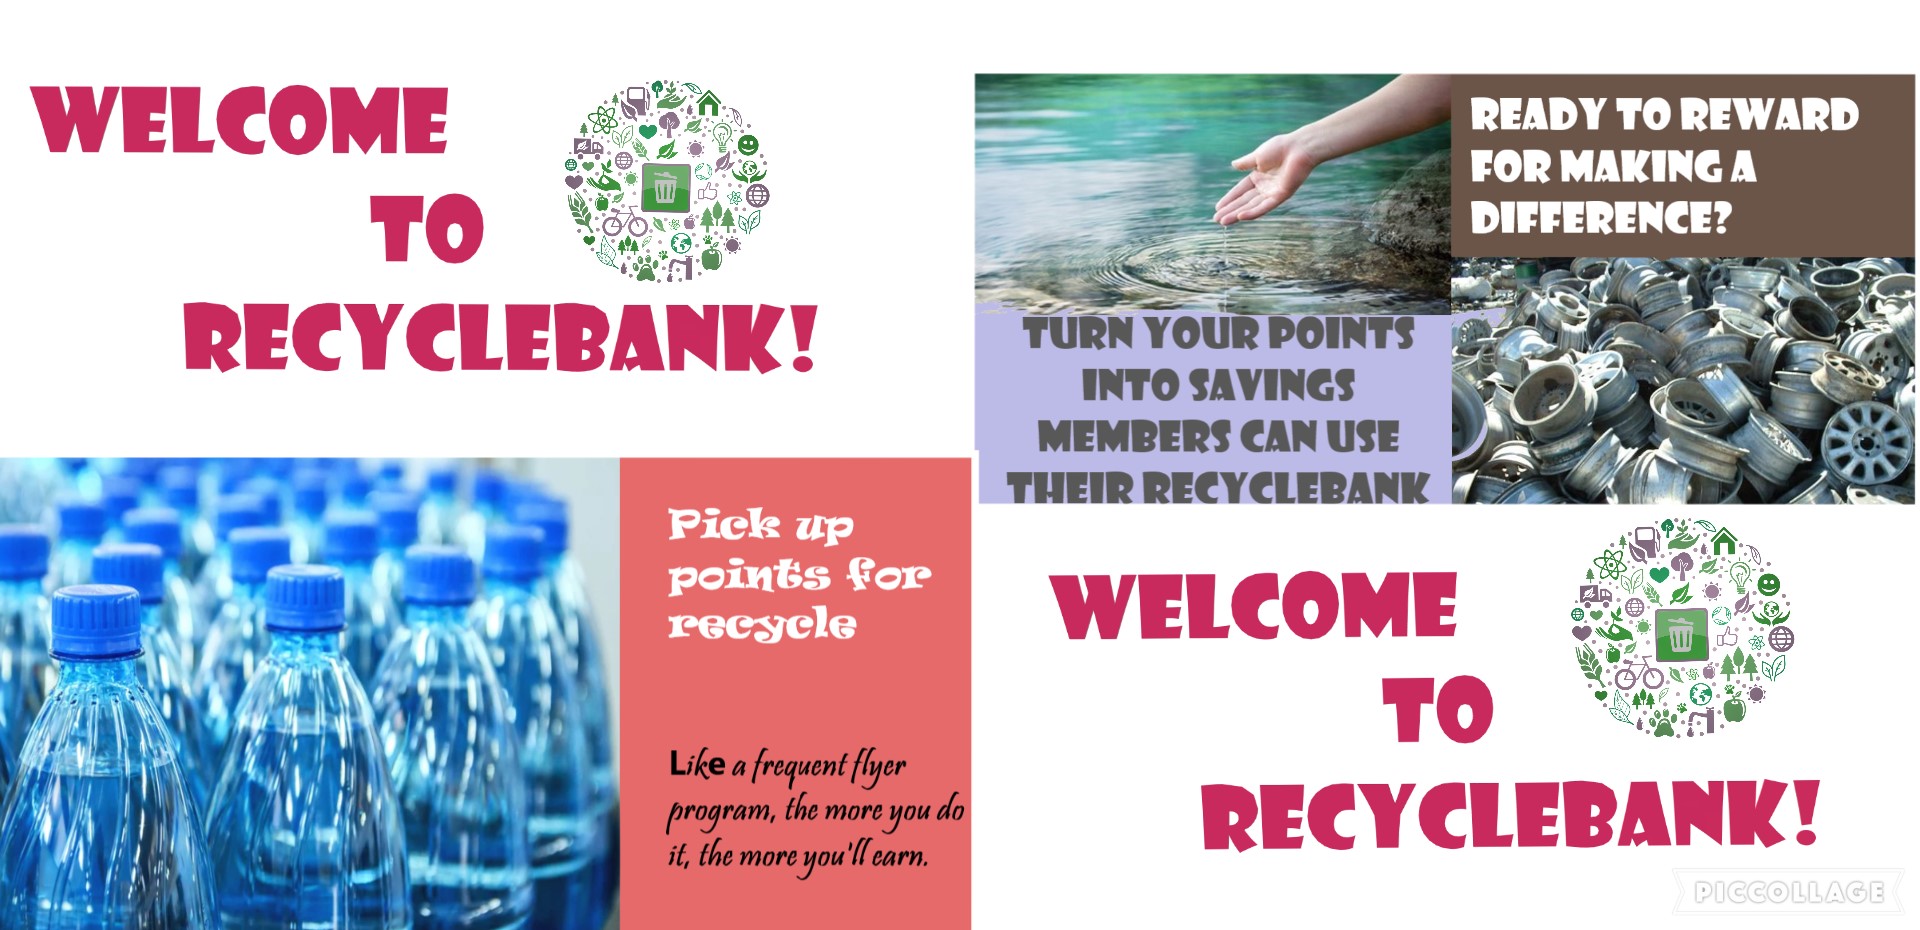 WELCOME
TO
RECYCLEBANK!
READY TO REWARD
FOR MAKING A
DIFFERENCE?
TURN YOUR POINTS
INTO SAVINGS
MEMBERS CAN USE
THEIR RECYCLEBANK
Pick up
points for
recycle
Like a frequent flyer
program, the more you do
it, the more you'll earn.
WELCOME
TO
RECYCLEBANK!
PICCOLLAGE